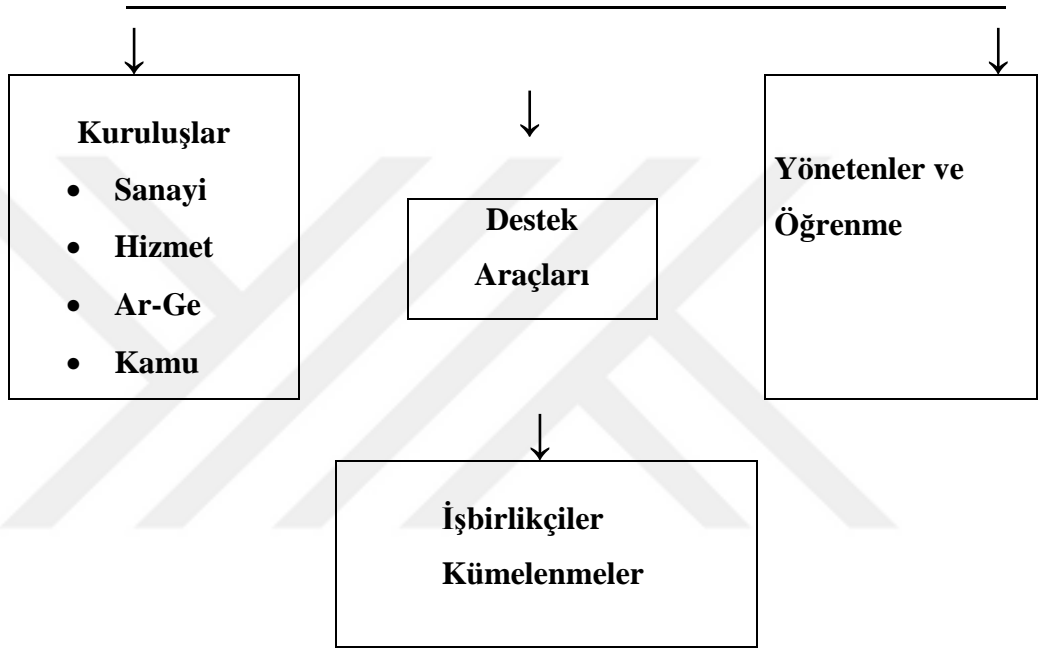 Kuruluşlar
• Sanayi
• Hizmet
• Ar-Ge
• Kamu
Destek
Araçları
Yönetenler ve
Öğrenme
İşbirlikçiler
Kümelenmeler